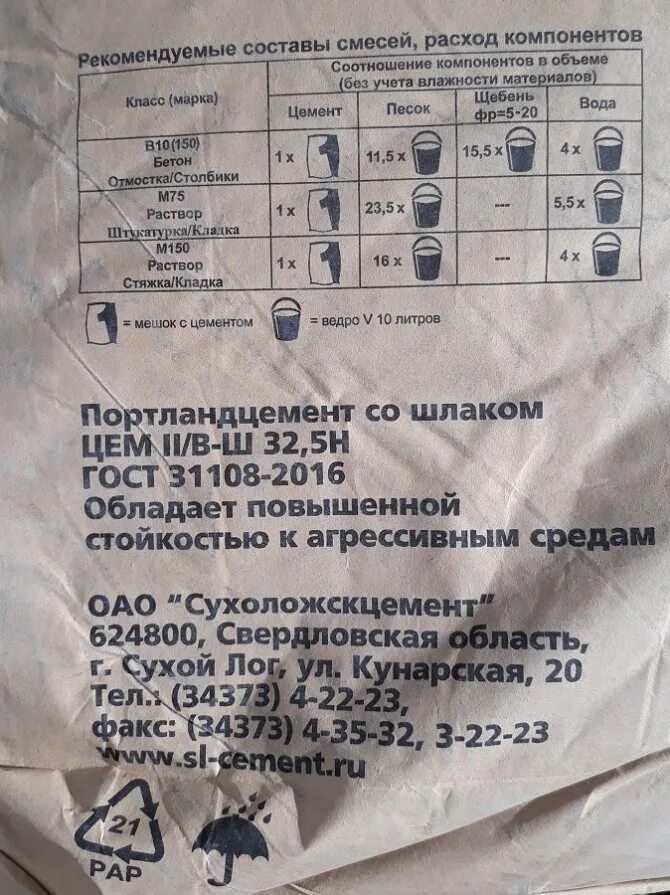 Рекомендуемые составы смесей, расход компонентов
Класс (марка)
Соотношение компонентов в объеме
(без учета влажности материалов)
Цемент Песок Щебень фр=5-20 Вода
В10(150)
Бетон
Отмостка/Столбики
1 х 11,5 х 15,5 х 4 х
М75
Раствор
Штукатурка/Кладка
1 х 23,5 х --- 5,5 х
М150
Раствор
Стяжка/Кладка
1 х 16 х --- 4 х
= мешок с цементом = ведро V 10 литров
Портландцемент со шлаком
ЦЕМ II/В-Ш 32,5Н
ГОСТ 31108-2016
Обладает повышенной
стойкостью к агрессивным средам
ОАО "Сухоложскцемент"
624800, Свердловская область,
г. Сухой Лог, ул. Кунарская, 20
Тел.: (34373) 4-22-23,
факс: (34373) 4-35-32, 3-22-23
www.sl-cement.ru
21
PAP